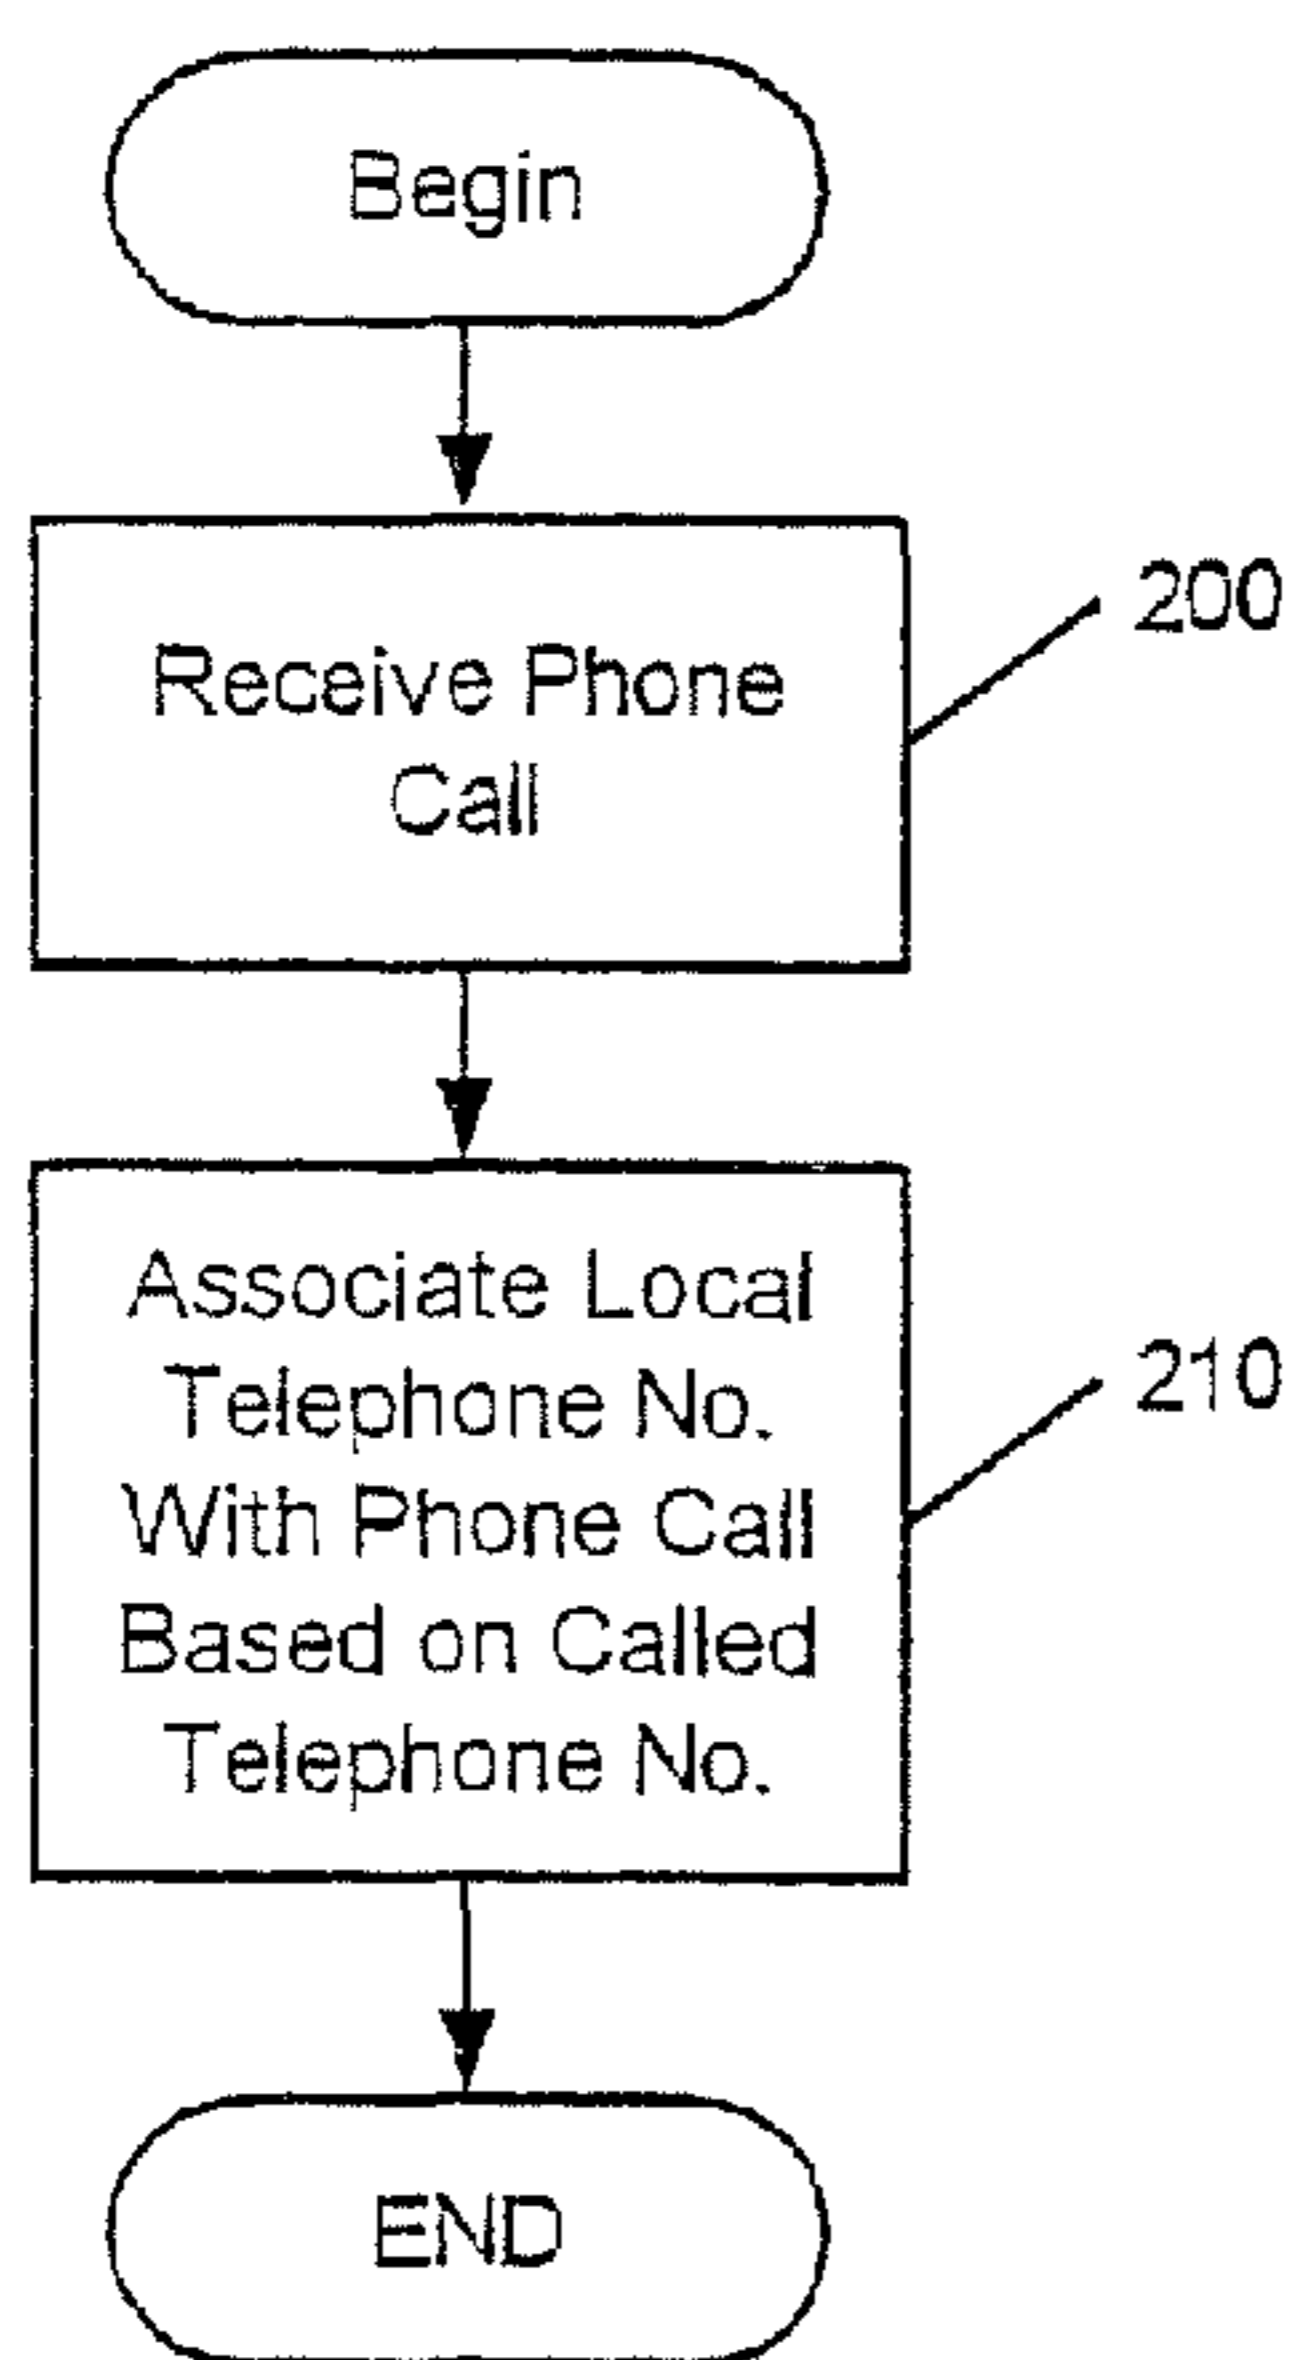 Begin
Receive Phone
Call
200
Associate Local
Telephone No.
With Phone Call
Based on Called
Telephone No.
210
END